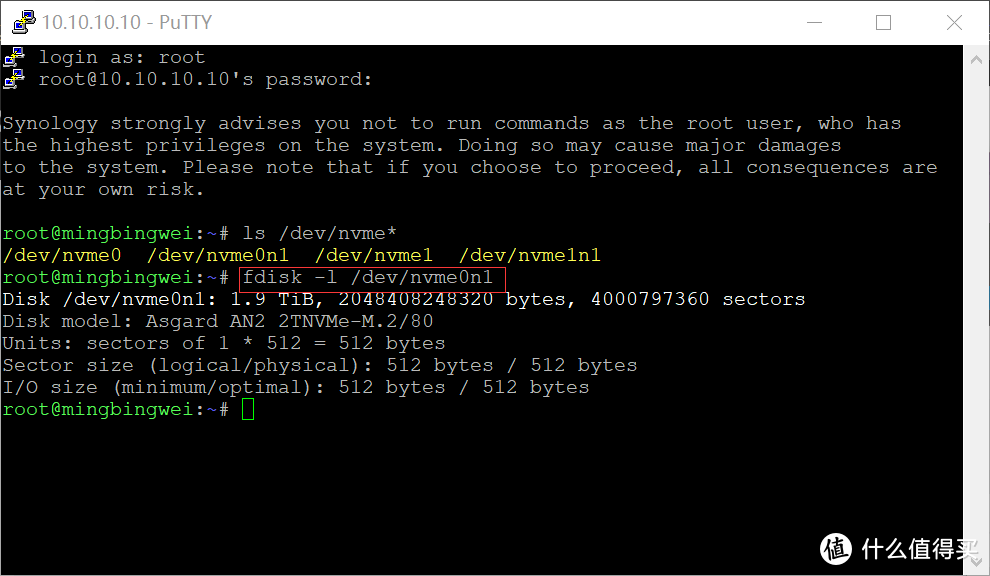 10.10.10.10 - PuTTY
login as: root
root@10.10.10.10's password:
Synology strongly advises you not to run commands as the root user, who has
the highest privileges on the system. Doing so may cause major damages
to the system. Please note that if you choose to proceed, all consequences are
at your own risk.
root@mingbingwei:~# ls /dev/nvme*
/dev/nvme0  /dev/nvme0n1  /dev/nvme1  /dev/nvme1n1
root@mingbingwei:~# fdisk -l /dev/nvme0n1
Disk /dev/nvme0n1: 1.9 TiB, 2048408248320 bytes, 4000797360 sectors
Disk model: Asgard AN2 2TNVMe-M.2/80
Units: sectors of 1 * 512 = 512 bytes
Sector size (logical/physical): 512 bytes / 512 bytes
I/O size (minimum/optimal): 512 bytes / 512 bytes
root@mingbingwei:~#
值 什么值得买